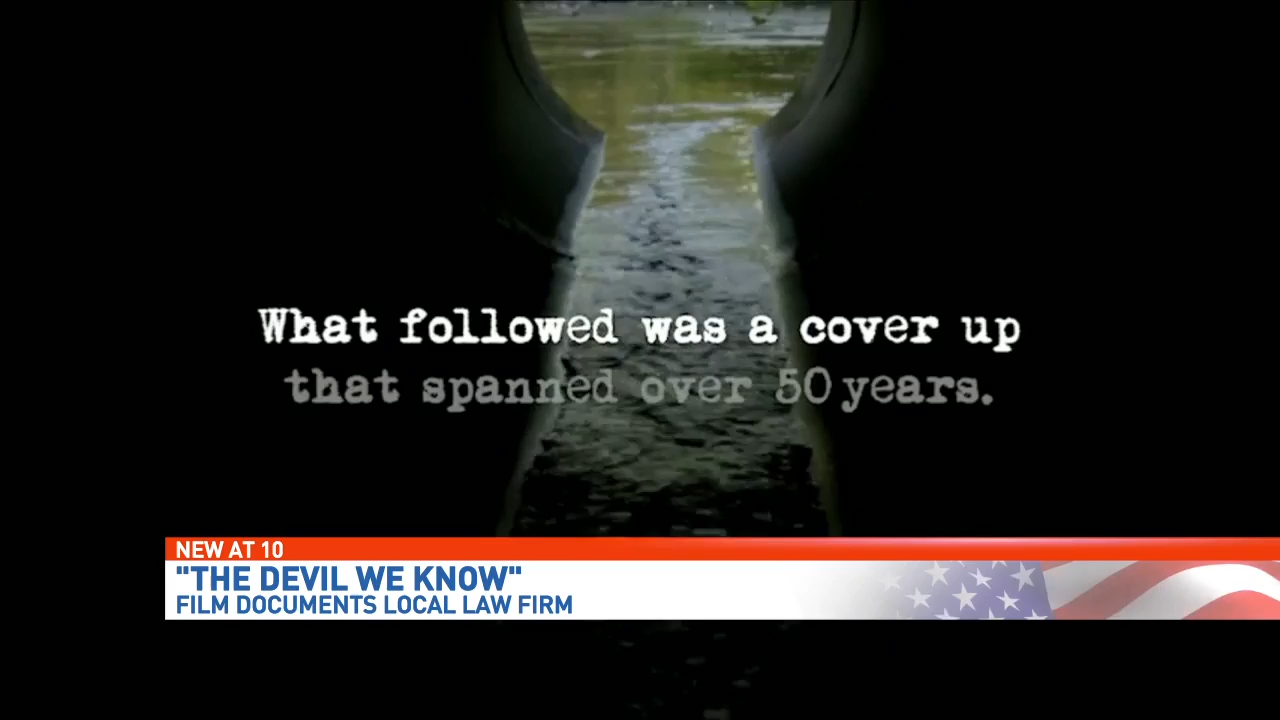 What followed was a cover up
that spanned over 50 years.
NEW AT 10
"THE DEVIL WE KNOW"
FILM DOCUMENTS LOCAL LAW FIRM